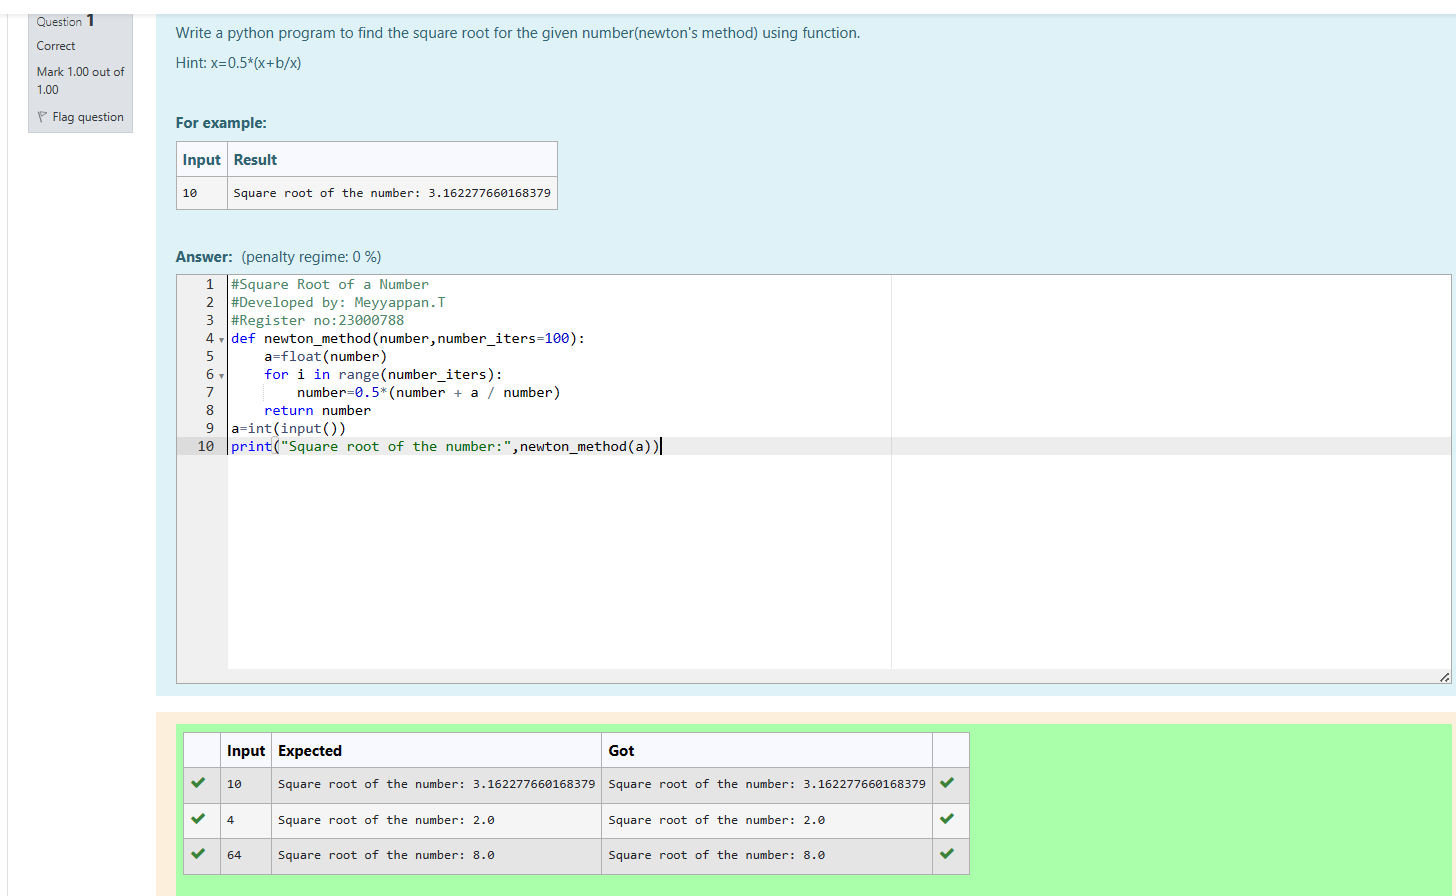 Question 1
Correct
Mark 1.00 out of
1.00
Flag question
Write a python program to find the square root for the given number(newton's method) using function.
Hint: x=0.5*(x+b/x)
For example:
Input Result
10 Square root of the number: 3.162277660168379
Answer: (penalty regime: 0 %)
1 #Square Root of a Number
2 #Developed by: Meyyappan.T
3 #Register no:23000788
4 def newton_method(number,number_iters=100):
5     a=float(number)
6     for i in range(number_iters):
7         number=0.5*(number + a / number)
8     return number
9 a=int(input())
10 print("Square root of the number:",newton_method(a))
Input Expected Got
10 Square root of the number: 3.162277660168379 Square root of the number: 3.162277660168379
4 Square root of the number: 2.0 Square root of the number: 2.0
64 Square root of the number: 8.0 Square root of the number: 8.0